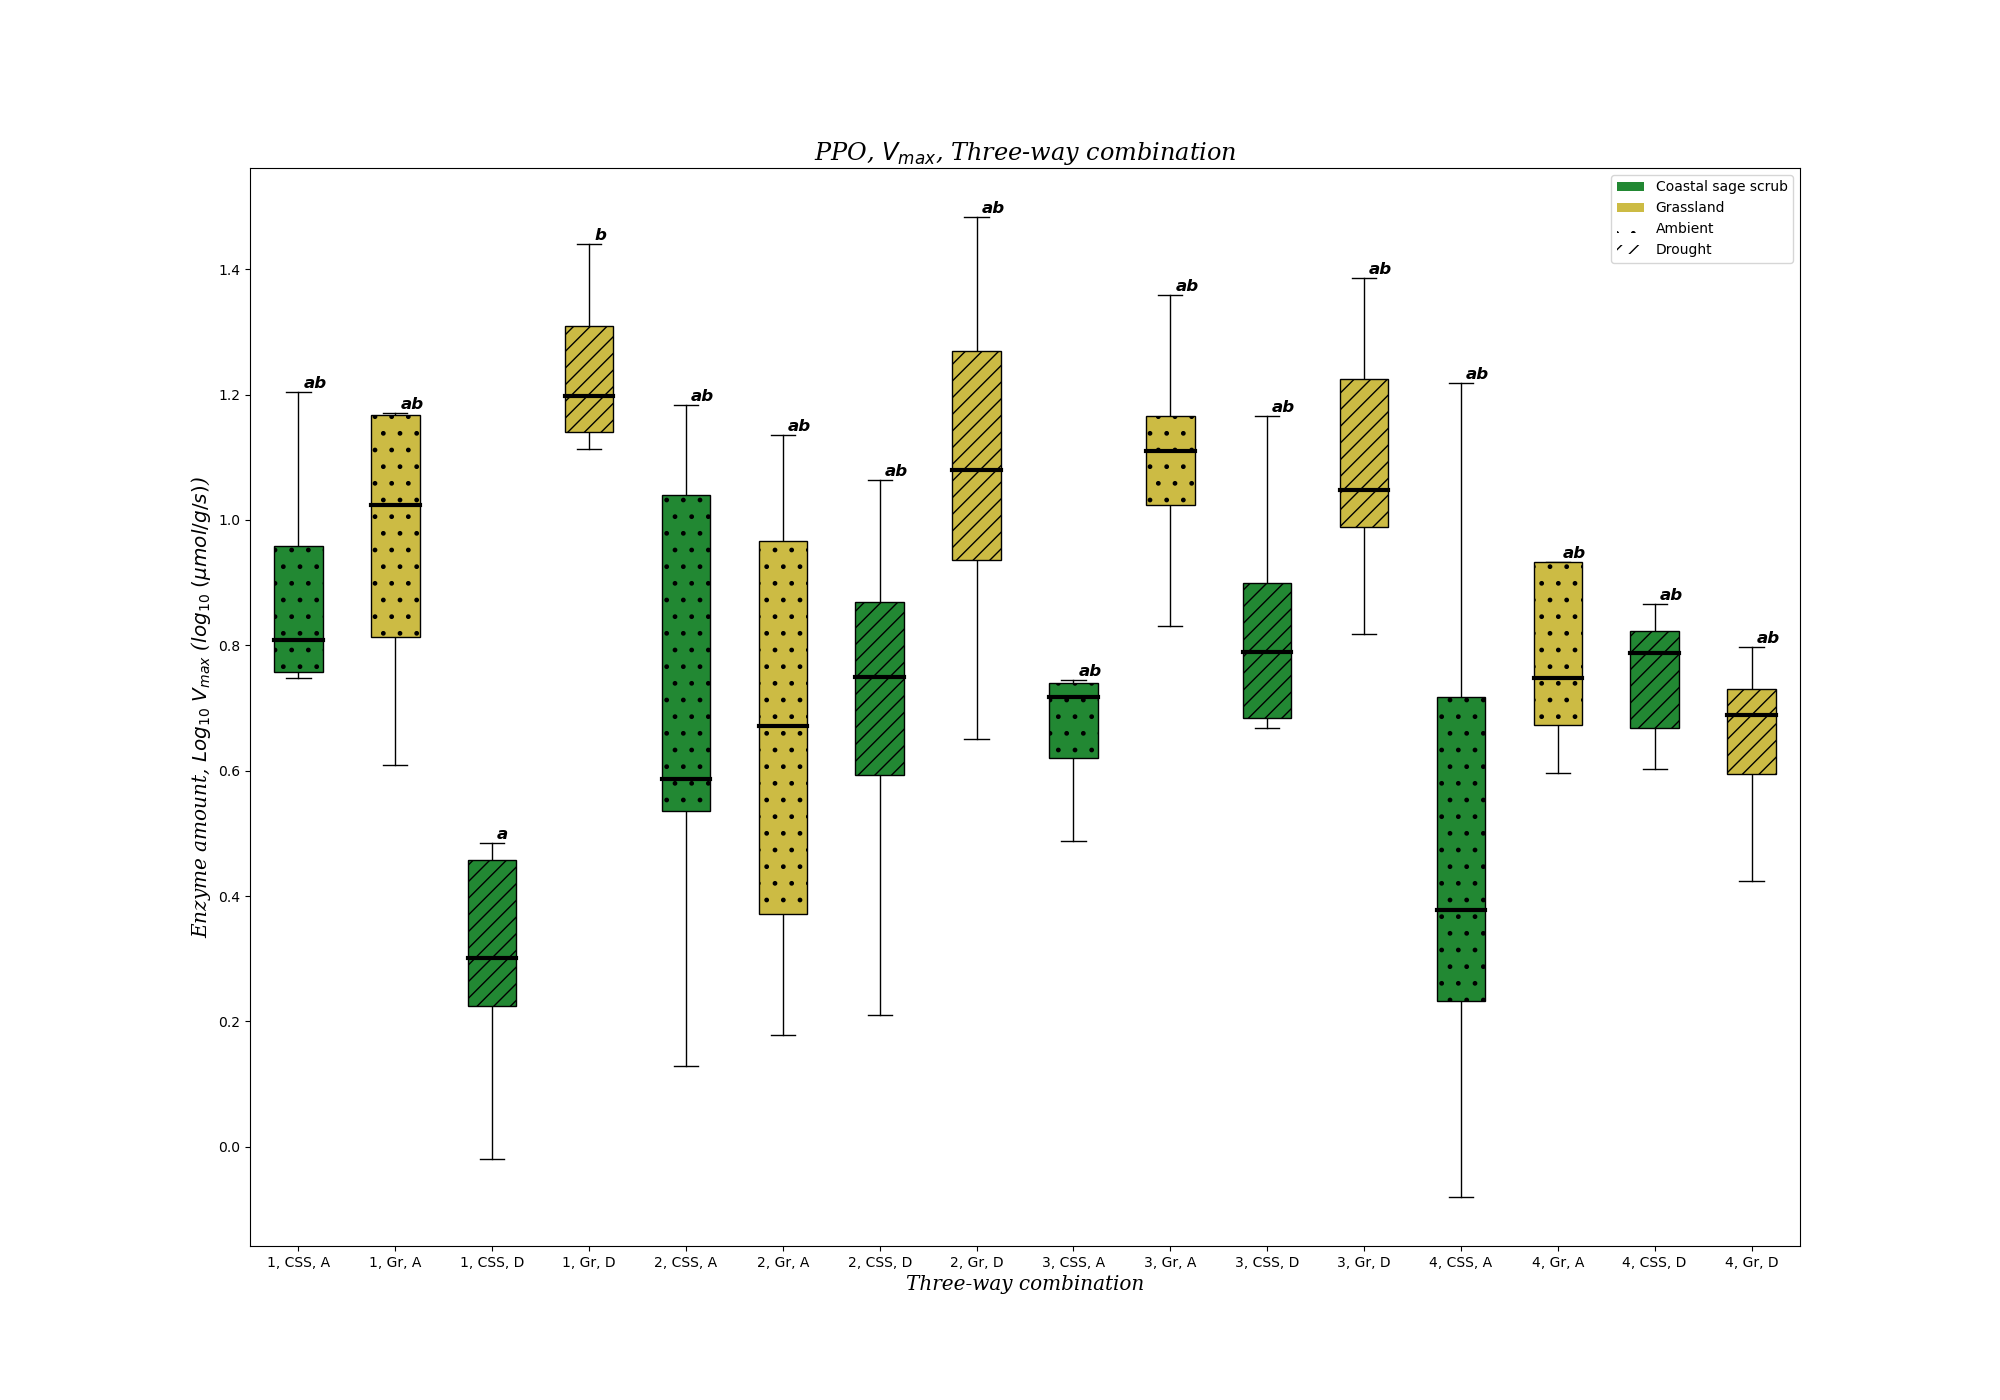 PPO, Vmax, Three-way combination
Coastal sage scrub
Grassland
Ambient
Drought
Enzyme amount, Log10 Vmax (log10 (μmol/g/s))
1.4
1.2
1.0
0.8
0.6
0.4
0.2
0.0
ab
ab
a
b
ab
ab
ab
ab
ab
ab
ab
ab
ab
ab
ab
ab
1, CSS, A
1, Gr, A
1, CSS, D
1, Gr, D
2, CSS, A
2, Gr, A
2, CSS, D
2, Gr, D
3, CSS, A
3, Gr, A
3, CSS, D
3, Gr, D
4, CSS, A
4, Gr, A
4, CSS, D
4, Gr, D
Three-way combination